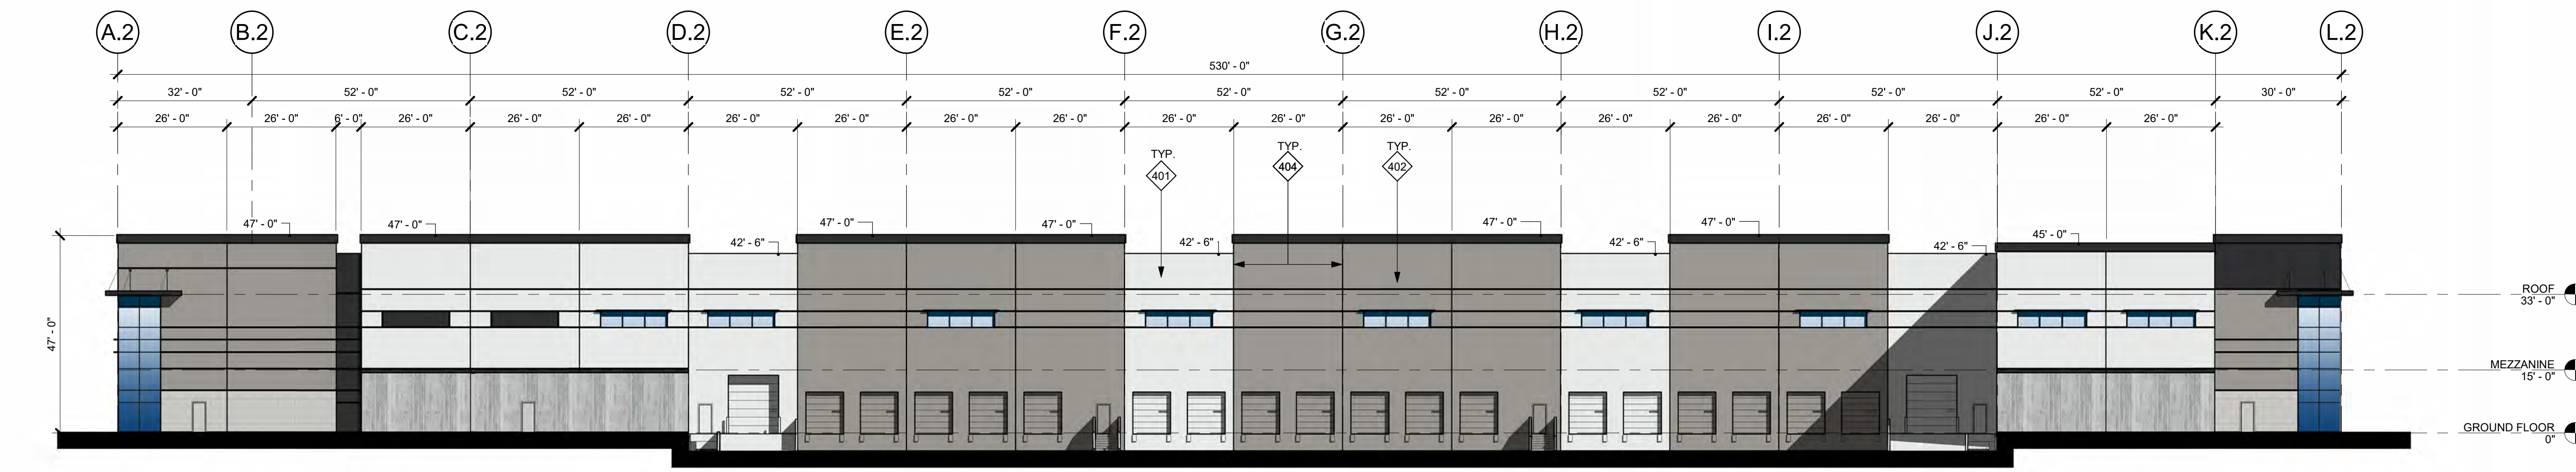 A.2 B.2 C.2 D.2 E.2 F.2 G.2 H.2 I.2 J.2 K.2 L.2
530' - 0"
32' - 0" 52' - 0" 52' - 0" 52' - 0" 52' - 0" 52' - 0" 52' - 0" 52' - 0" 52' - 0" 52' - 0" 30' - 0"
26' - 0" 26' - 0" 6' - 0" 26' - 0" 26' - 0" 26' - 0" 26' - 0" 26' - 0" 26' - 0" 26' - 0" 26' - 0" 26' - 0" 26' - 0" 26' - 0" 26' - 0" 26' - 0" 26' - 0" 26' - 0" 26' - 0" 26' - 0"
TYP. TYP. TYP.
401 404 402
47' - 0" 47' - 0" 47' - 0" 47' - 0" 47' - 0" 47' - 0"
42' - 6" 42' - 6" 42' - 6" 42' - 6" 45' - 0"
47' - 0"
ROOF
33' - 0"
MEZZANINE
15' - 0"
GROUND FLOOR
0"